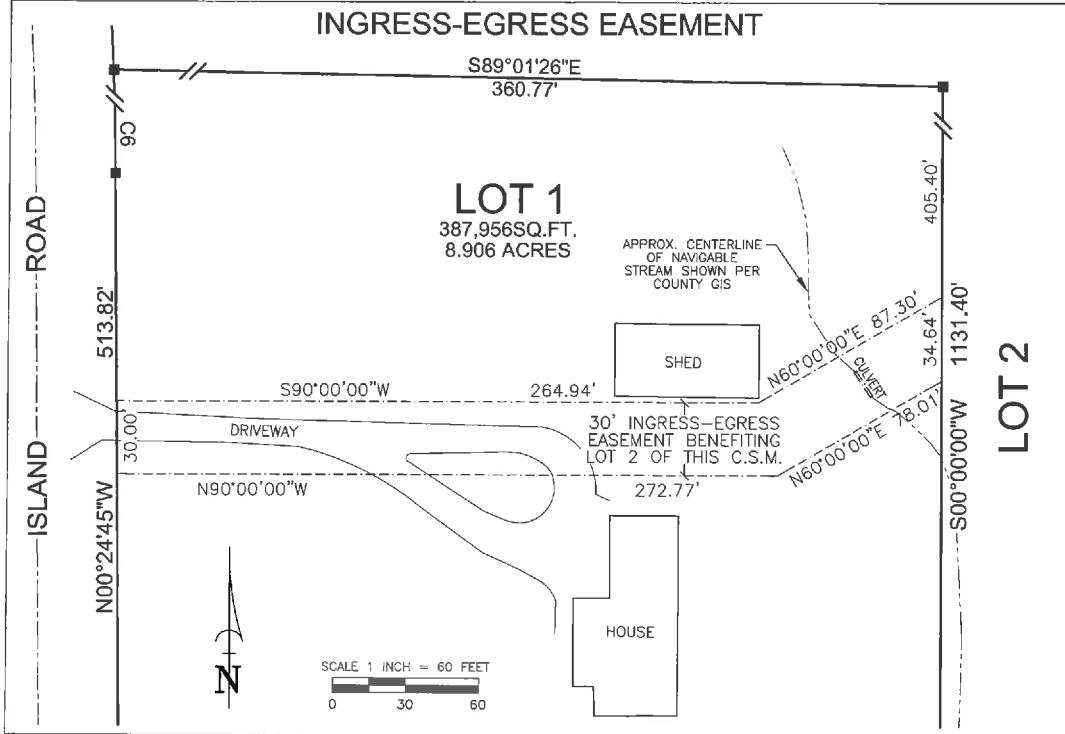 INGRESS-EGRESS EASEMENT
S89°01'26"E
360.77'
C6
LOT 1
387,956SQ.FT.
8.906 ACRES
APPROX. CENTERLINE
OF NAVIGABLE
STREAM SHOWN PER
COUNTY GIS
405.40'
ISLAND ROAD
513.82'
N00°24'45"W
SHED
N60°00'00"E 87.30'
34.64'
1131.40'
S00°00'00"W
LOT 2
CULVERT
S90°00'00"W 264.94'
30.00'
DRIVEWAY
30' INGRESS-EGRESS
EASEMENT BENEFITING
LOT 2 OF THIS C.S.M.
N60°00'00"E 78.01'
N90°00'00"W 272.77'
HOUSE
N
SCALE 1 INCH = 60 FEET
0 30 60